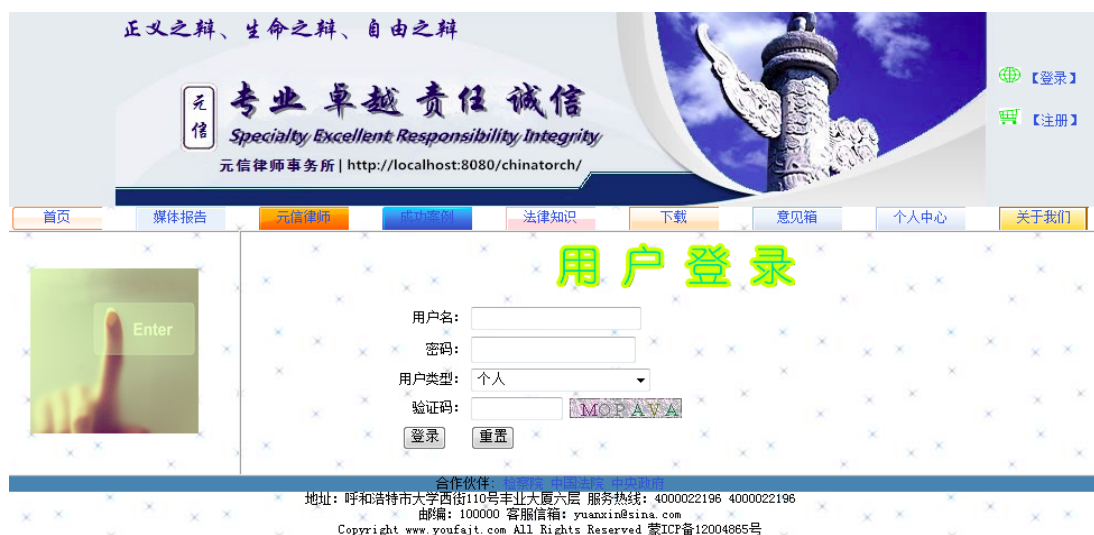 正义之辩、生命之辩、自由之辩
元信
专业 卓越 责任 诚信
Specialty Excellent Responsibility Integrity
元信律师事务所 | http://localhost:8080/chinatorch/
【登录】
【注册】
首页 媒体报告 元信律师 成功案例 法律知识 下载 意见箱 个人中心 关于我们
Enter
用户登录
用户名：
密码：
用户类型： 个人
验证码： MOPAVA
登录 重置
合作伙伴： 检察院 中国法院 中央政府
地址：呼和浩特市大学西街110号丰业大厦六层 服务热线：4000022196 4000022196
邮编：100000 客服信箱：yuanxin@sina.com
Copyright www.youfajt.com All Rights Reserved 蒙ICP备12004865号